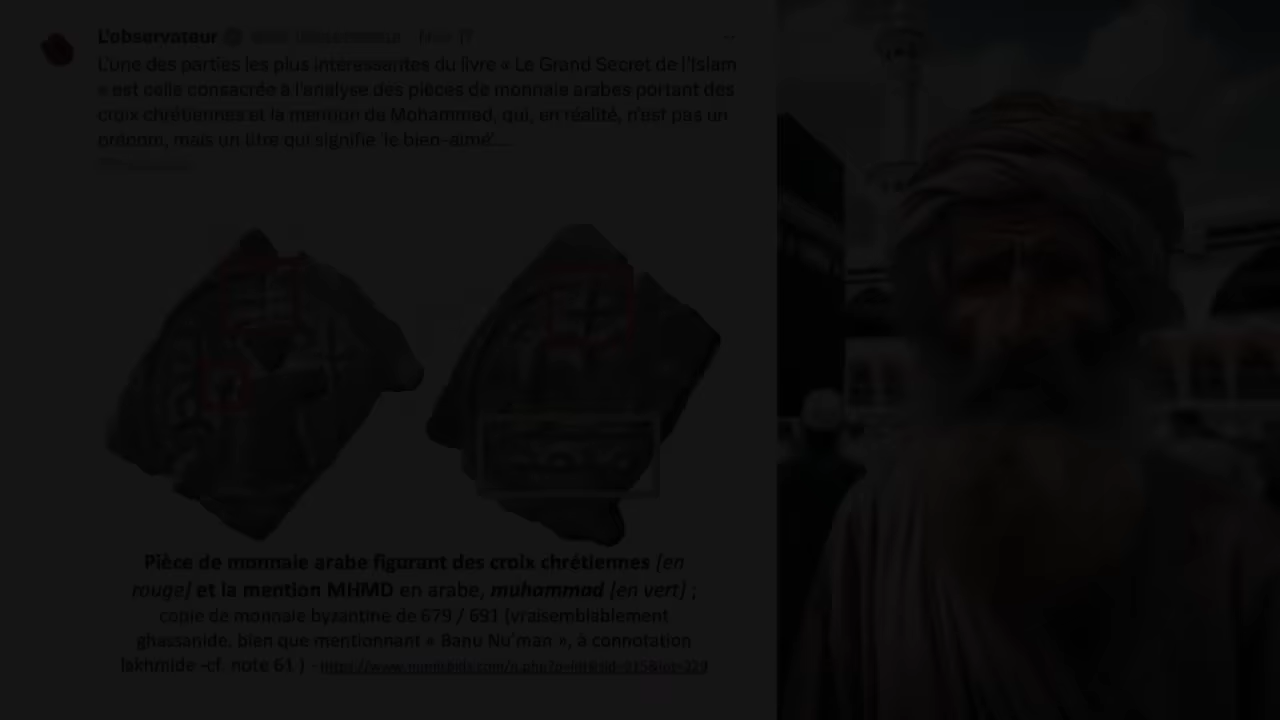 L'observateur
L'une des parties les plus intéressantes du livre « Le Grand Secret de l'Islam
» est celle consacrée à l'analyse des pièces de monnaie arabes portant des
croix chrétiennes et la mention de Mohammed, qui, en réalité, n'est pas un
prénom, mais un titre qui signifie 'le bien-aimé'...
Pièce de monnaie arabe figurant des croix chrétiennes [en
rouge] et la mention MHMD en arabe, muhammad [en vert] ;
copie de monnaie byzantine de 679 / 691 (vraisemblablement
ghassanide, bien que mentionnant « Banu Nu'man », à connotation
lakhmide -cf. note 61 ) -